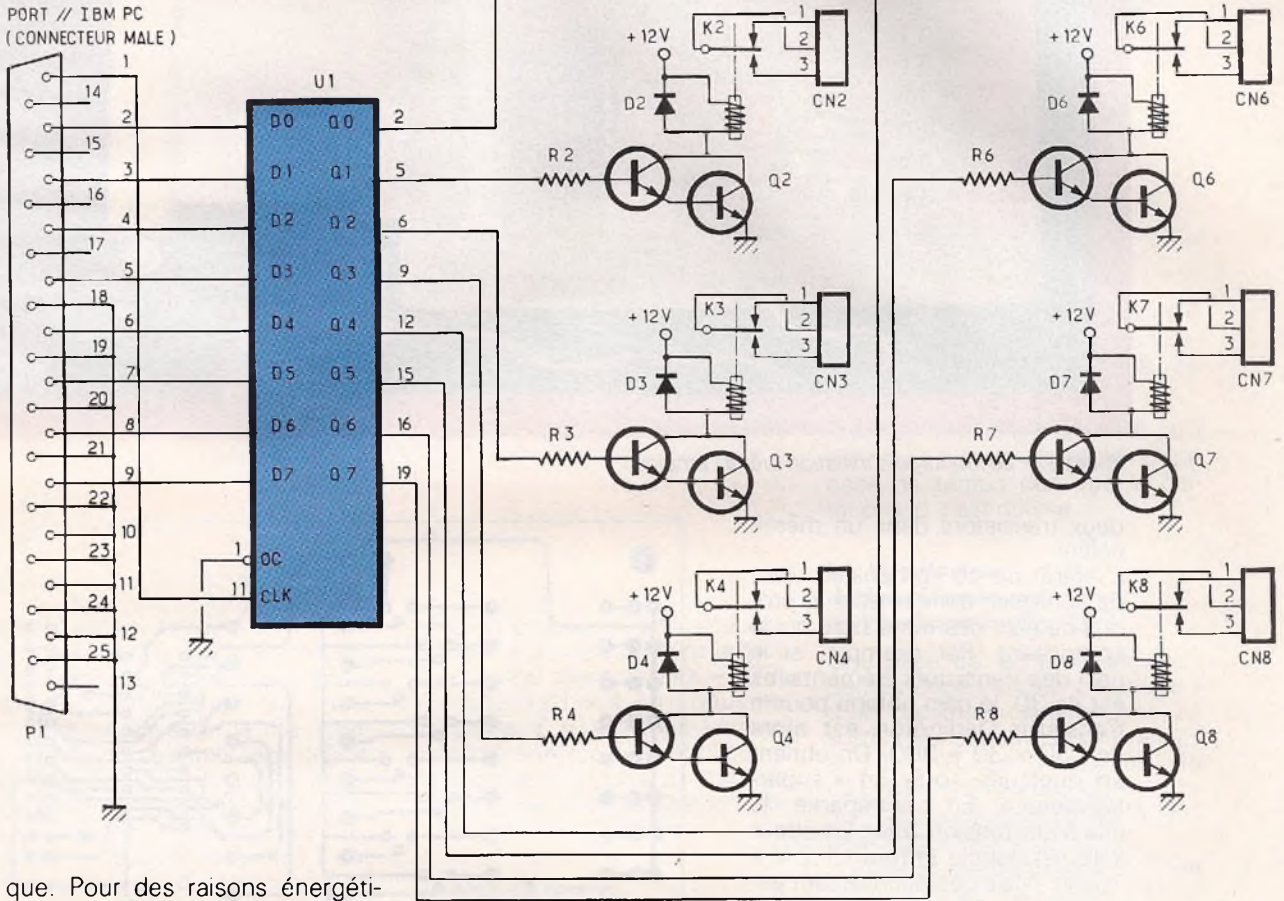 PORT // IBM PC
(CONNECTEUR MALE)
1
14
2
15
3
16
4
17
5
18
6
19
7
20
8
21
9
22
10
23
11
24
12
25
13
P1
U1
D0 Q0 2
D1 Q1 5
D2 Q2 6
D3 Q3 9
D4 Q4 12
D5 Q5 15
D6 Q6 16
D7 Q7 19
1 OC
11 CLK
+12V
K2
1
2
3
CN2
D2
R2
Q2
+12V
K3
1
2
3
CN3
D3
R3
Q3
+12V
K4
1
2
3
CN4
D4
R4
Q4
+12V
K6
1
2
3
CN6
D6
R6
Q6
+12V
K7
1
2
3
CN7
D7
R7
Q7
+12V
K8
1
2
3
CN8
D8
R8
Q8
que. Pour des raisons énergéti-